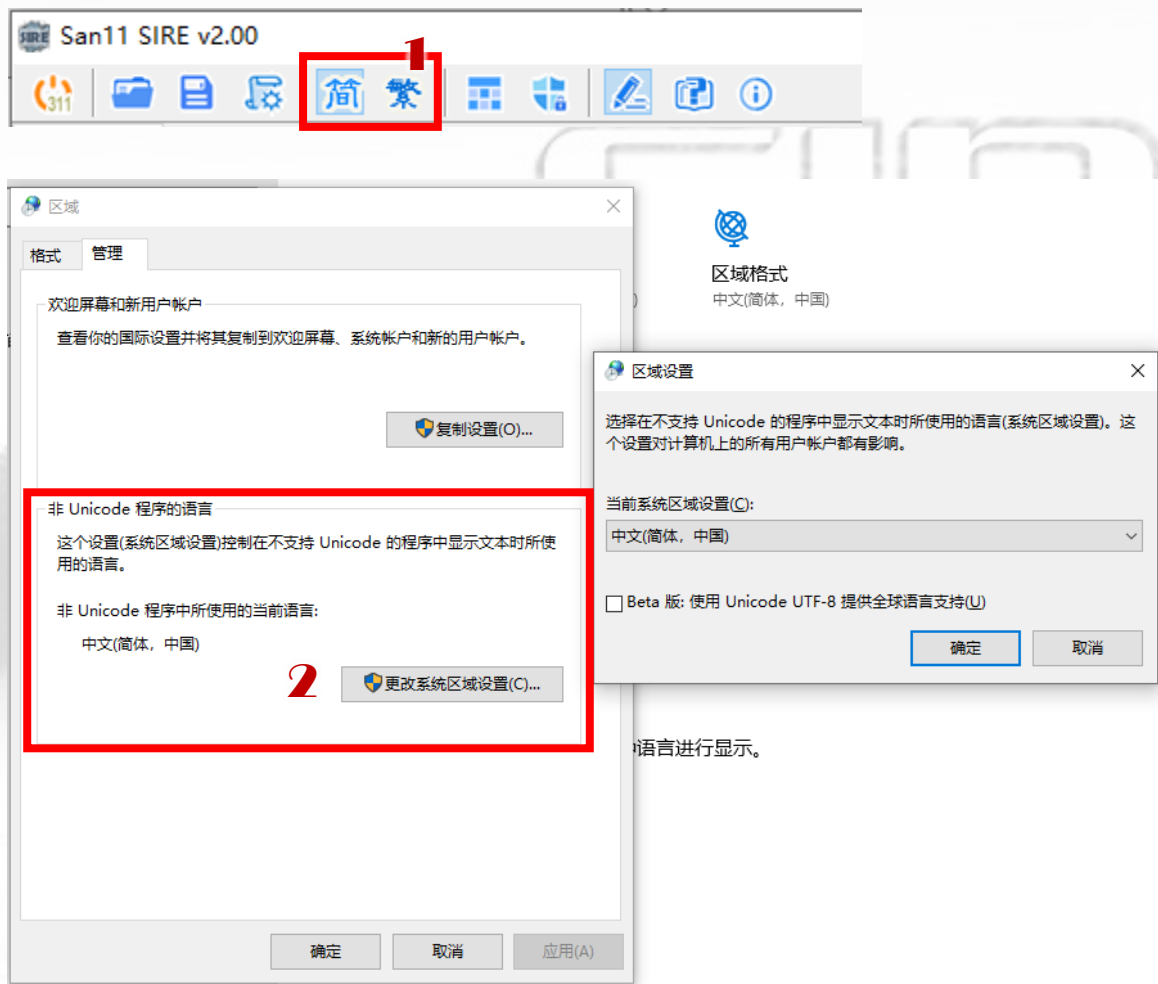 San11 SIRE v2.00
1
311
简 繁
区域
格式 管理
欢迎屏幕和新用户帐户
查看你的国际设置并将其复制到欢迎屏幕、系统帐户和新的用户帐户。
复制设置(O)...
非 Unicode 程序的语言
这个设置(系统区域设置)控制在不支持 Unicode 的程序中显示文本时所使
用的语言。
非 Unicode 程序中所使用的当前语言:
中文(简体，中国)
2
更改系统区域设置(C)...
确定 取消 应用(A)
区域格式
中文(简体，中国)
区域设置
选择在不支持 Unicode 的程序中显示文本时所使用的语言(系统区域设置)。这
个设置对计算机上的所有用户帐户都有影响。
当前系统区域设置(C):
中文(简体，中国)
Beta 版: 使用 Unicode UTF-8 提供全球语言支持(U)
确定 取消
语言进行显示。